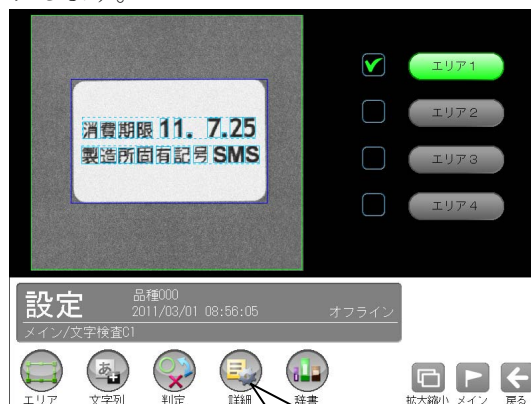 エリア1
エリア2
エリア3
エリア4
消費期限 11. 7.25
製造所固有記号 SMS
設定
品種000
2011/03/01 08:56:05
オフライン
メイン/文字検査C1
あ
エリア
文字列
判定
詳細
辞書
拡大縮小
メイン
戻る